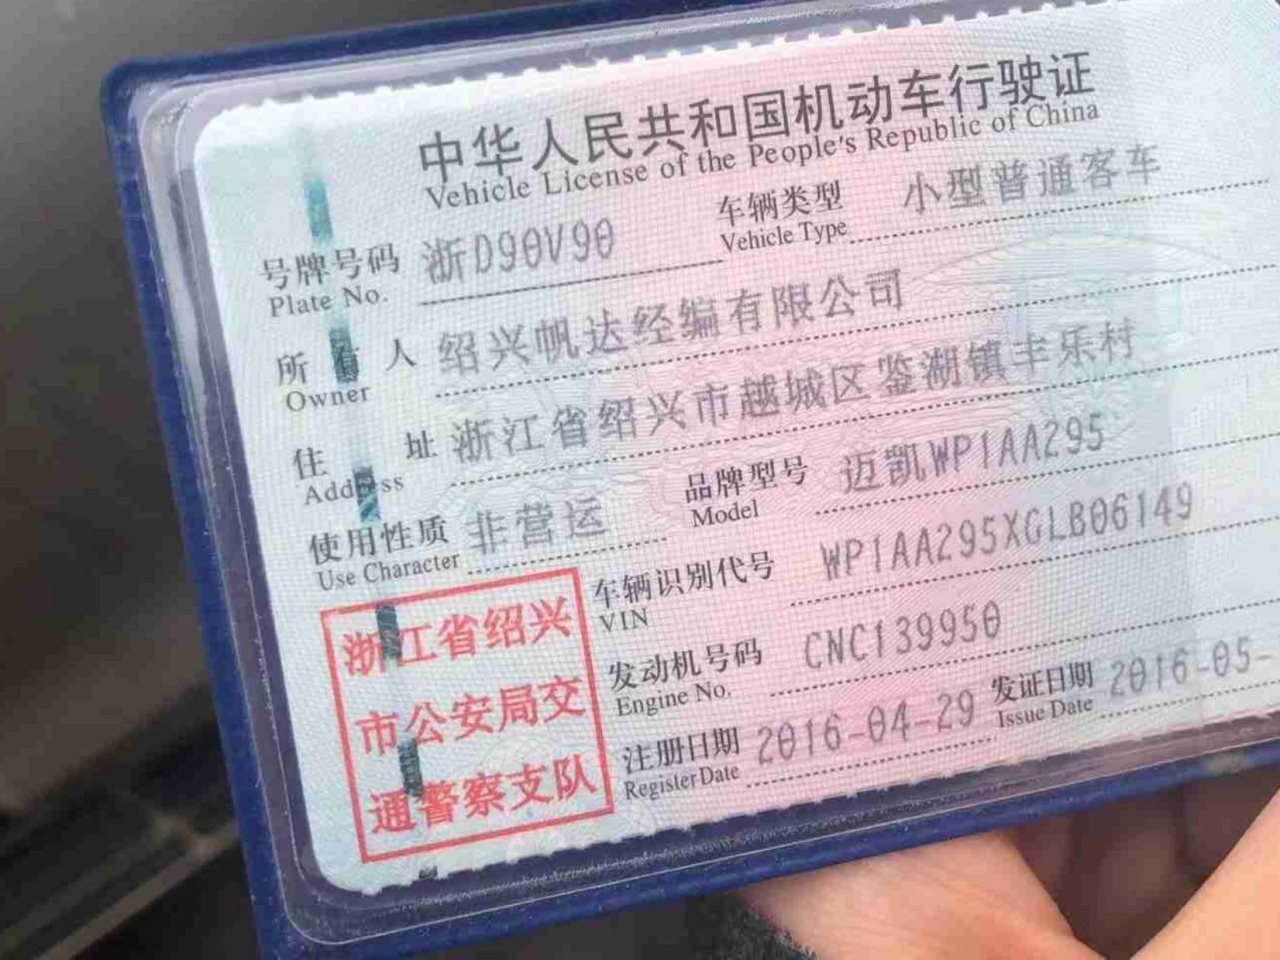 中华人民共和国机动车行驶证
Vehicle License of the People's Republic of China
号牌号码 浙D90V90 车辆类型 小型普通客车
Plate No. Vehicle Type
所有人 绍兴帆达经编有限公司
Owner
住址 浙江省绍兴市越城区鉴湖镇丰乐村
Address
使用性质 非营运 品牌型号 迈凯WP1AA295
Use Character Model
车辆识别代号 WP1AA295XGLB06149
VIN
发动机号码 CNC139950
Engine No.
注册日期 2016-04-29 发证日期 2016-05-
Register Date Issue Date
浙江省绍兴
市公安局交
通警察支队